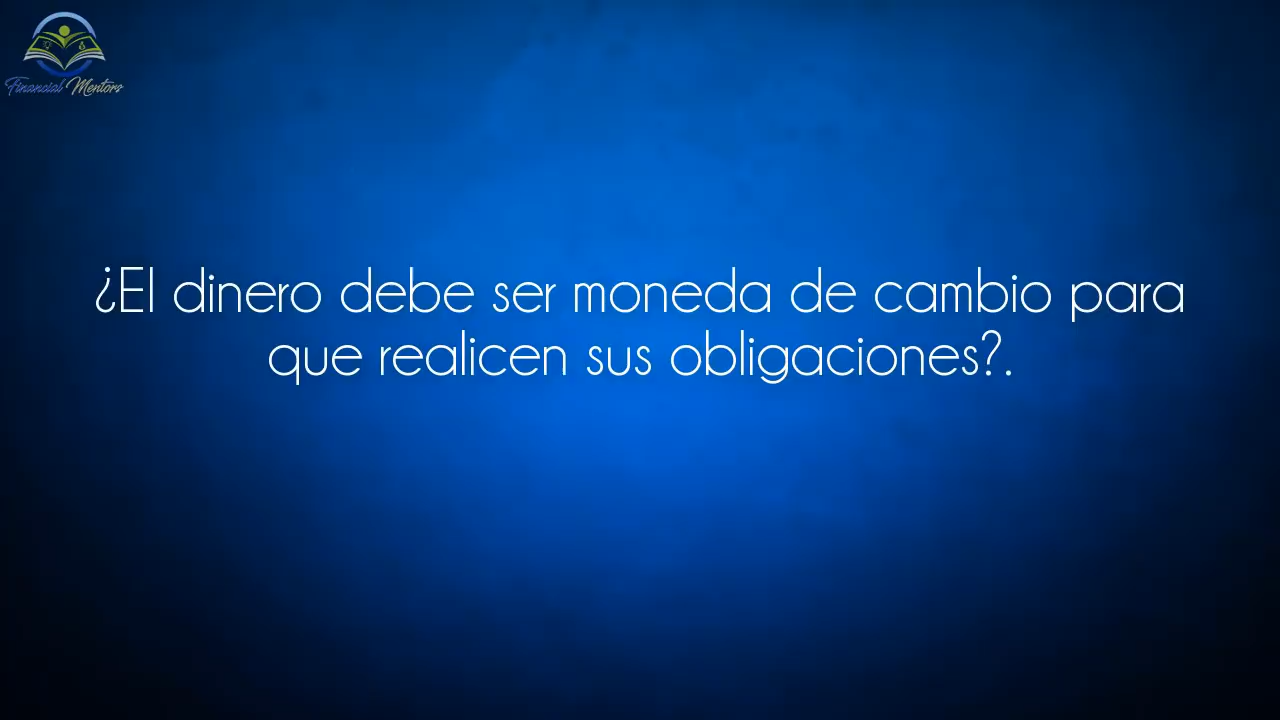 Financial Mentors
¿El dinero debe ser moneda de cambio para
que realicen sus obligaciones?.